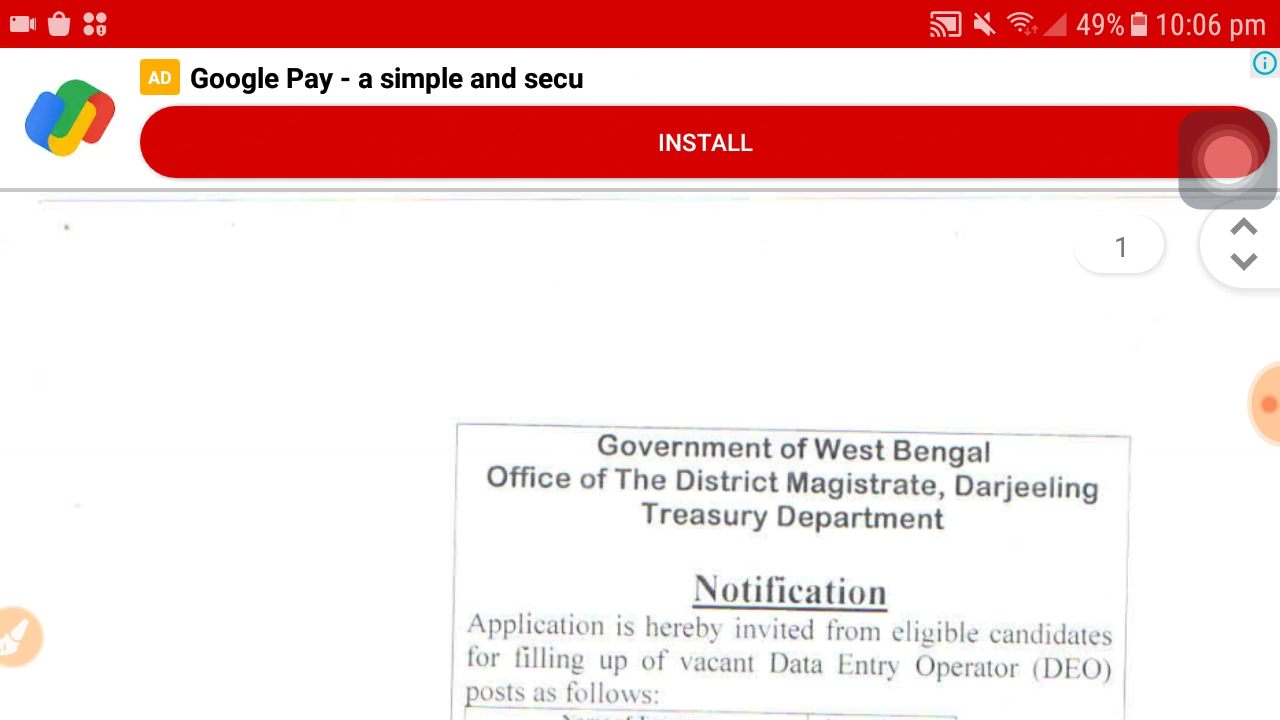 49% 10:06 pm
AD Google Pay - a simple and secu
INSTALL
1
Government of West Bengal
Office of The District Magistrate, Darjeeling
Treasury Department
Notification
Application is hereby invited from eligible candidates
for filling up of vacant Data Entry Operator (DEO)
posts as follows: